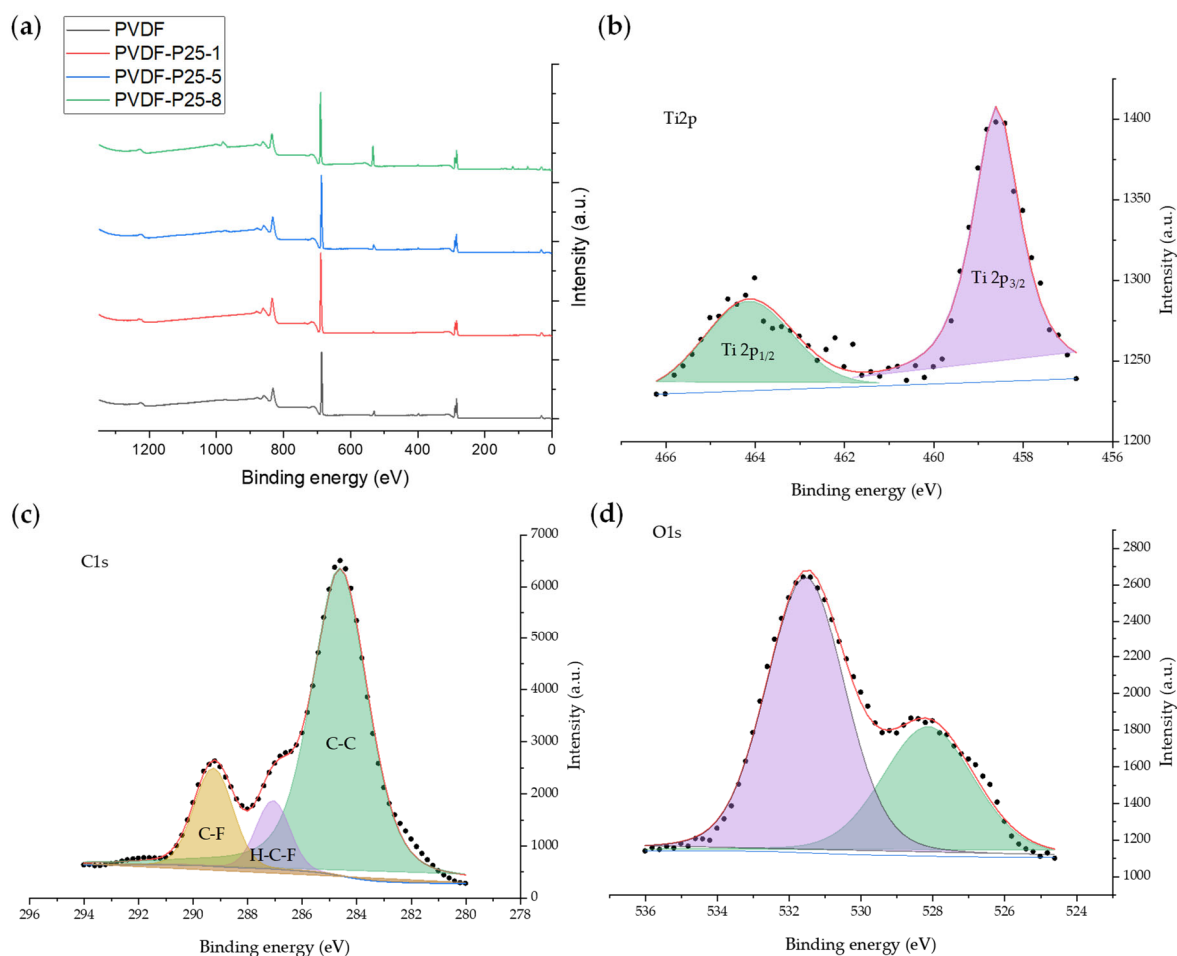 (a)
PVDF
PVDF-P25-1
PVDF-P25-5
PVDF-P25-8
Intensity (a.u.)
1200 1000 800 600 400 200 0
Binding energy (eV)
(b)
Ti2p
Ti 2p1/2
Ti 2p3/2
1400
1350
1300
1250
1200
Intensity (a.u.)
466 464 462 460 458 456
Binding energy (eV)
(c)
C1s
C-F
H-C-F
C-C
7000
6000
5000
4000
3000
2000
1000
0
Intensity (a.u.)
296 294 292 290 288 286 284 282 280 278
Binding energy (eV)
(d)
O1s
2800
2600
2400
2200
2000
1800
1600
1400
1200
1000
Intensity (a.u.)
536 534 532 530 528 526 524
Binding energy (eV)